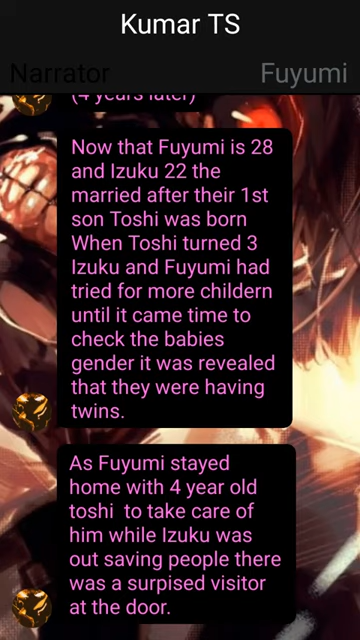 Kumar TS
Narrator
Fuyumi
(4 years later)
Now that Fuyumi is 28
and Izuku 22 the
married after their 1st
son Toshi was born
When Toshi turned 3
Izuku and Fuyumi had
tried for more childern
until it came time to
check the babies
gender it was revealed
that they were having
twins.
As Fuyumi stayed
home with 4 year old
toshi to take care of
him while Izuku was
out saving people there
was a surpised visitor
at the door.